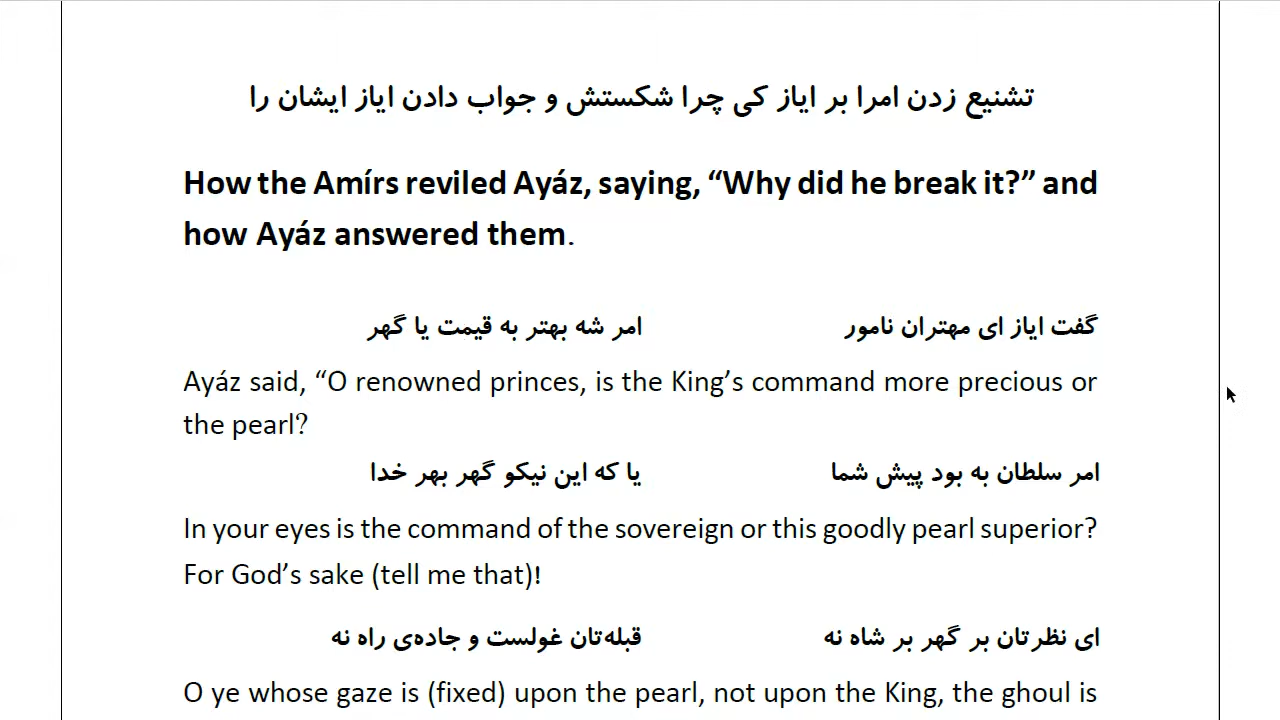 تشنیع زدن امرا بر ایاز کی چرا شکستش و جواب دادن ایاز ایشان را
How the Amírs reviled Ayáz, saying, “Why did he break it?” and
how Ayáz answered them.
گفت ایاز ای مهتران نامور امر شه بهتر به قیمت یا گهر
Ayáz said, “O renowned princes, is the King’s command more precious or
the pearl?
امر سلطان به بود پیش شما یا که این نیکو گهر بهر خدا
In your eyes is the command of the sovereign or this goodly pearl superior?
For God’s sake (tell me that)!
ای نظرتان بر گهر بر شاه نه قبله‌تان غولست و جاده‌ی راه نه
O ye whose gaze is (fixed) upon the pearl, not upon the King, the ghoul is